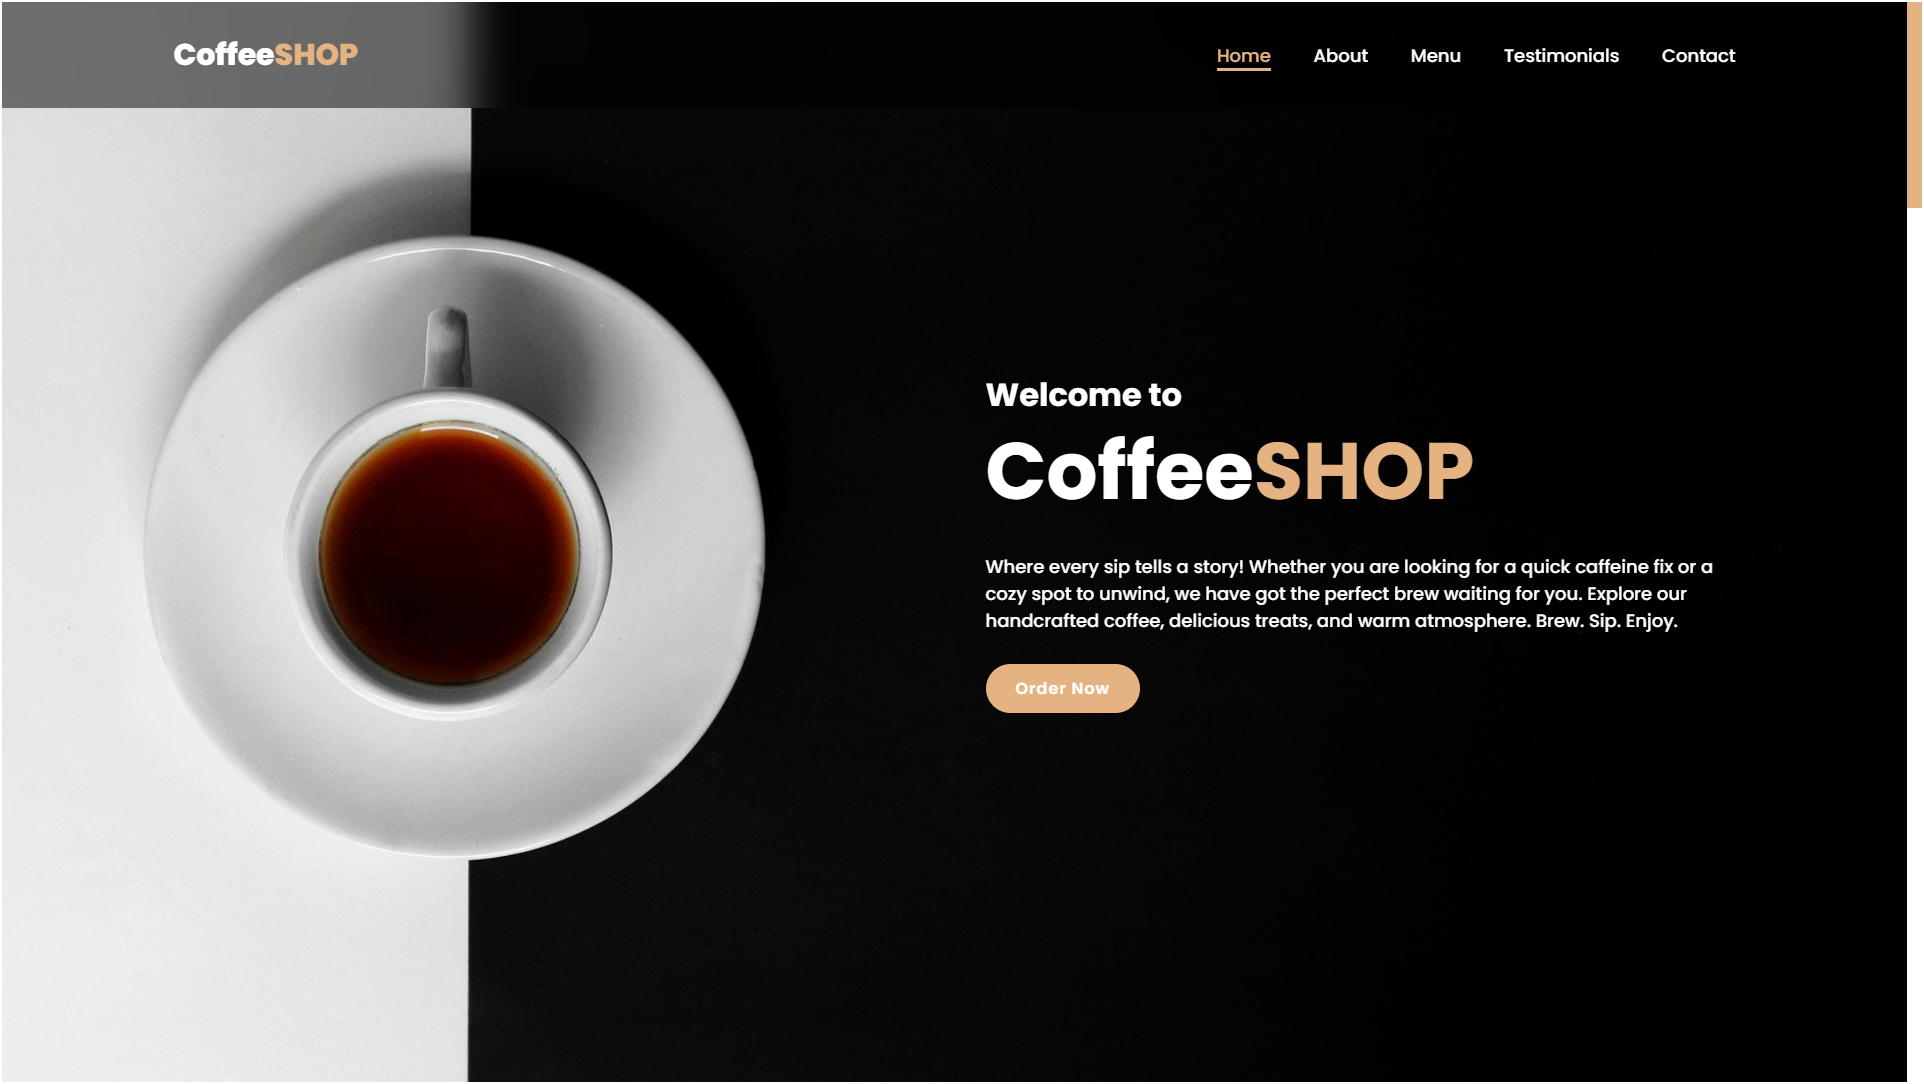 CoffeeSHOP
Home About Menu Testimonials Contact
Welcome to
CoffeeSHOP
Where every sip tells a story! Whether you are looking for a quick caffeine fix or a
cozy spot to unwind, we have got the perfect brew waiting for you. Explore our
handcrafted coffee, delicious treats, and warm atmosphere. Brew. Sip. Enjoy.
Order Now